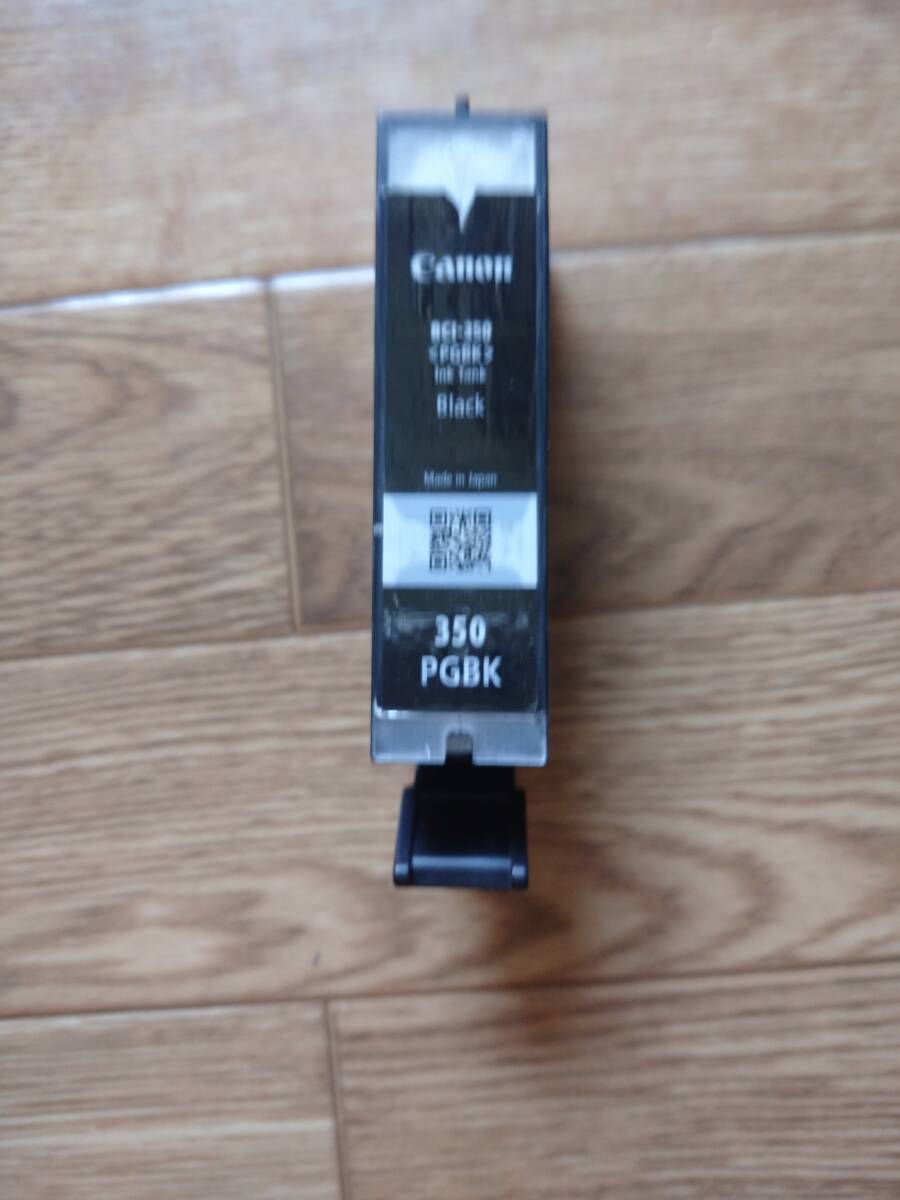 Canon
BCI-350
<PGBK>
Ink Tank
Black
Made in Japan
350
PGBK